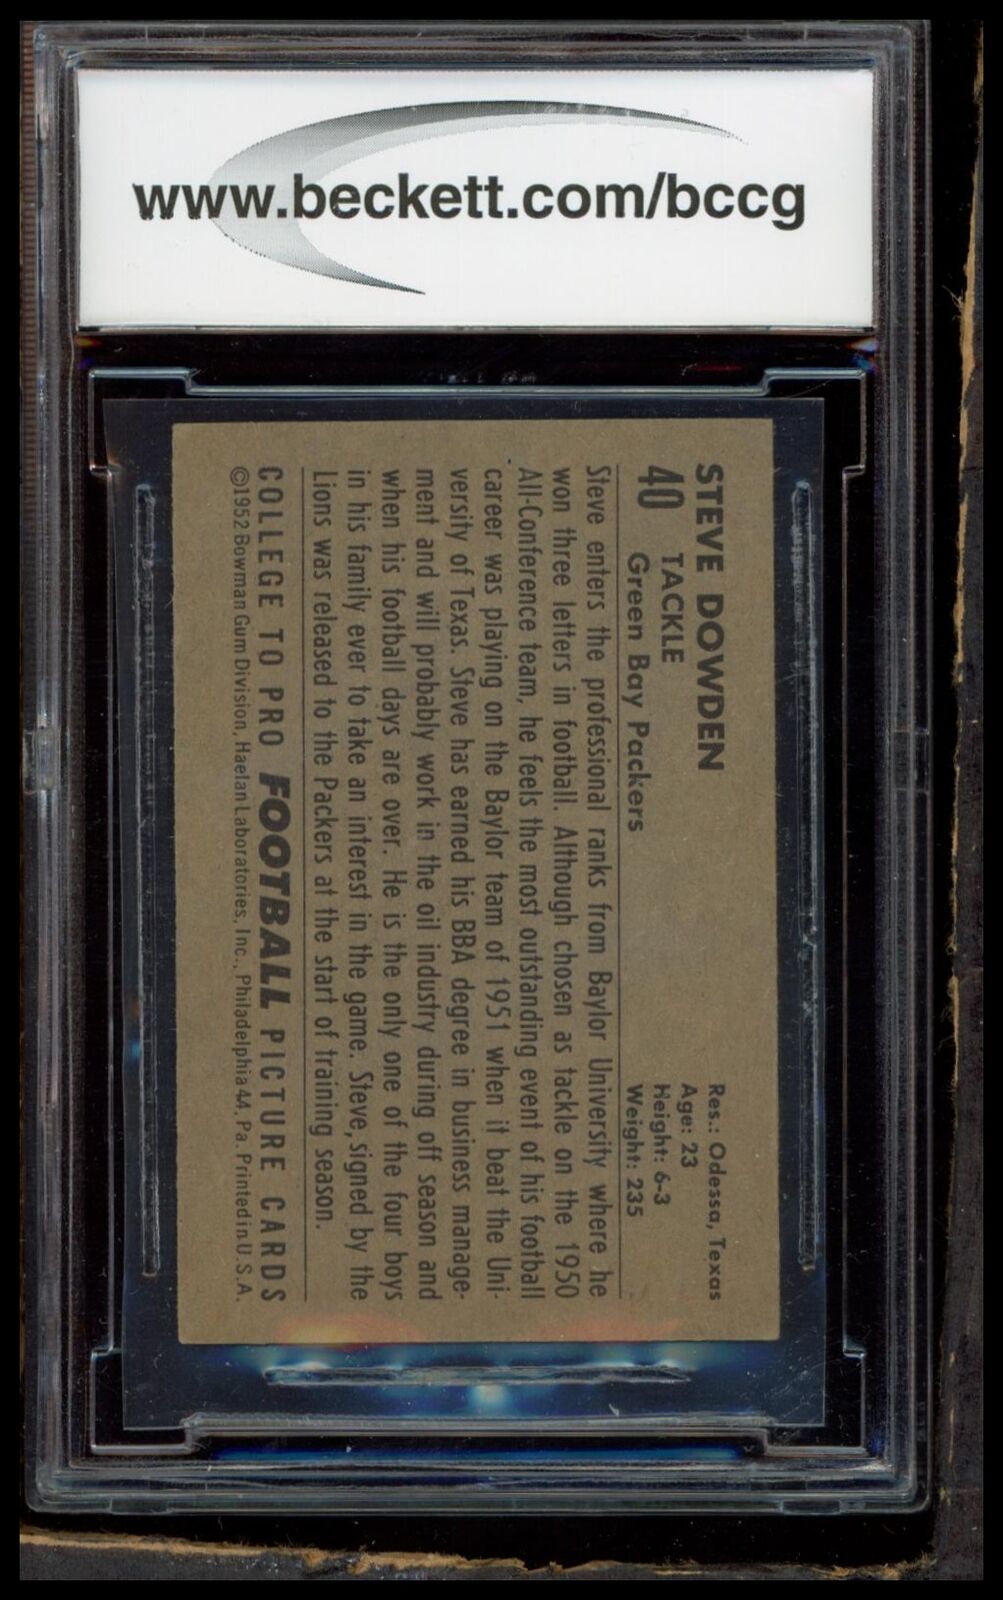 www.beckett.com/bccg
STEVE DOWDEN
40 TACKLE
Green Bay Packers
Res.: Odessa, Texas
Age: 23
Height: 6-3
Weight: 235
Steve enters the professional ranks from Baylor University where he
won three letters in football. Although chosen as tackle on the 1950
All-Conference team, he feels the most outstanding event of his football
career was playing on the Baylor team of 1951 when it beat the Uni-
versity of Texas. Steve has earned his BBA degree in business manage-
ment and will probably work in the oil industry during off season and
when his football days are over. He is the only one of the four boys
in his family ever to take an interest in the game. Steve, signed by the
Lions was released to the Packers at the start of training season.
COLLEGE TO PRO FOOTBALL PICTURE CARDS
©1952 Bowman Gum Division, Haelan Laboratories, Inc., Philadelphia 44, Pa. Printed in U.S.A.